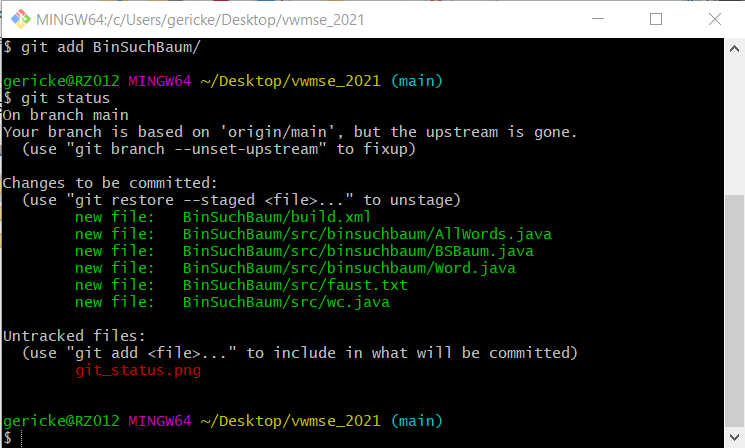 MINGW64:/c/Users/gericke/Desktop/vwmse_2021
$ git add BinSuchBaum/
gericke@RZ012 MINGW64 ~/Desktop/vwmse_2021 (main)
$ git status
On branch main
Your branch is based on 'origin/main', but the upstream is gone.
  (use "git branch --unset-upstream" to fixup)
Changes to be committed:
  (use "git restore --staged <file>..." to unstage)
        new file:   BinSuchBaum/build.xml
        new file:   BinSuchBaum/src/binsuchbaum/AllWords.java
        new file:   BinSuchBaum/src/binsuchbaum/BSBaum.java
        new file:   BinSuchBaum/src/binsuchbaum/Word.java
        new file:   BinSuchBaum/src/faust.txt
        new file:   BinSuchBaum/src/wc.java
Untracked files:
  (use "git add <file>..." to include in what will be committed)
        git_status.png
gericke@RZ012 MINGW64 ~/Desktop/vwmse_2021 (main)
$